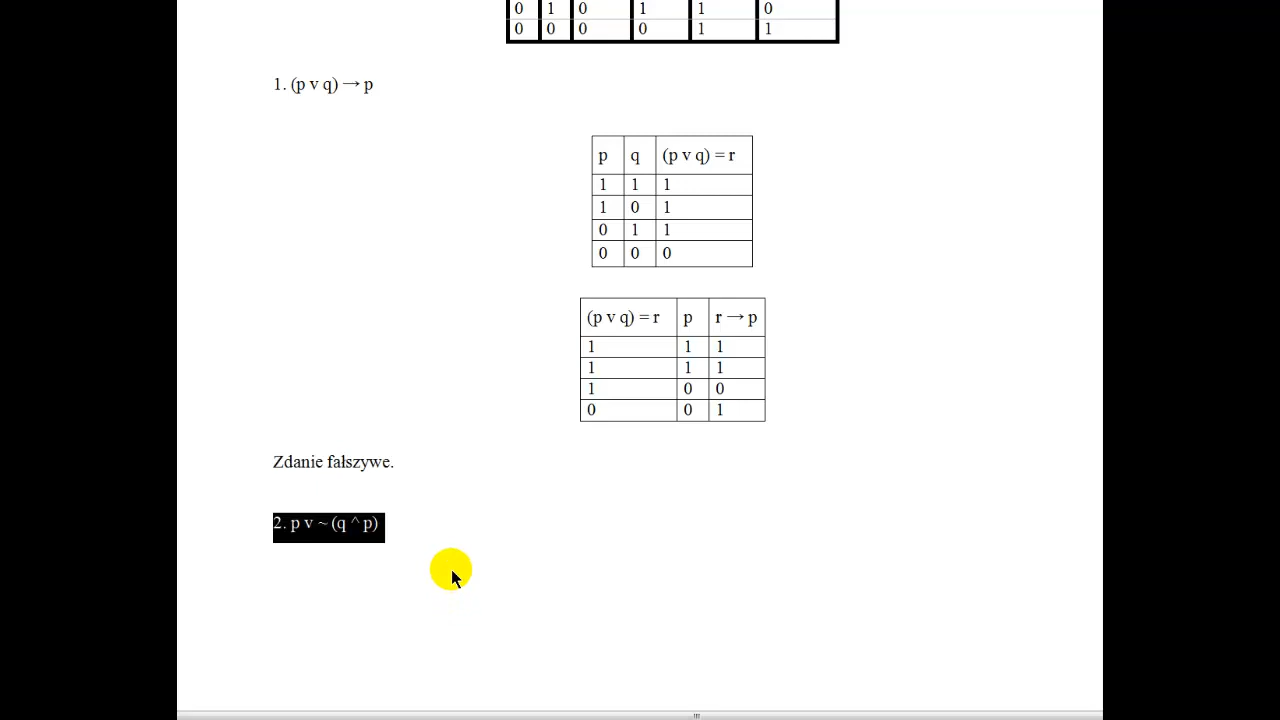 0 1 0 1 1 0
0 0 0 0 1 1
1. (p v q) → p
p q (p v q) = r
1 1 1
1 0 1
0 1 1
0 0 0
(p v q) = r p r → p
1 1 1
1 1 1
1 0 0
0 0 1
Zdanie fałszywe.
2. p v ~ (q ^ p)